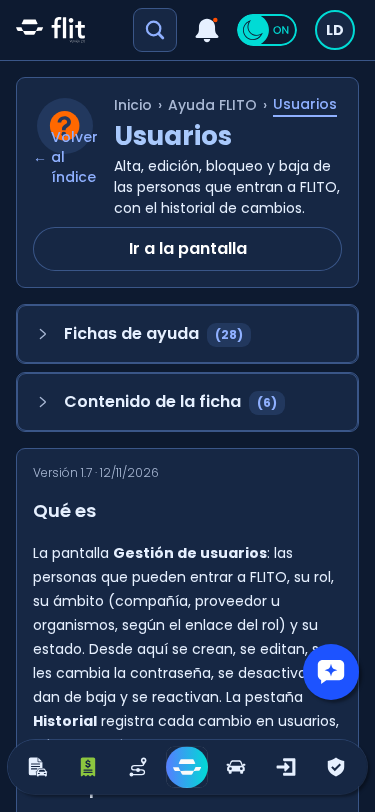 flit
ON
LD
Inicio › Ayuda FLITO › Usuarios
← Volver al índice
Usuarios
Alta, edición, bloqueo y baja de
las personas que entran a FLITO,
con el historial de cambios.
Ir a la pantalla
Fichas de ayuda (28)
Contenido de la ficha (6)
Versión 1.7 · 12/11/2026
Qué es
La pantalla Gestión de usuarios: las
personas que pueden entrar a FLITO, su rol,
su ámbito (compañía, proveedor u
organismos, según el enlace del rol) y su
estado. Desde aquí se crean, se editan,
les cambia la contraseña, se desactiva
dan de baja y se reactivan. La pestaña
Historial registra cada cambio en usuarios,